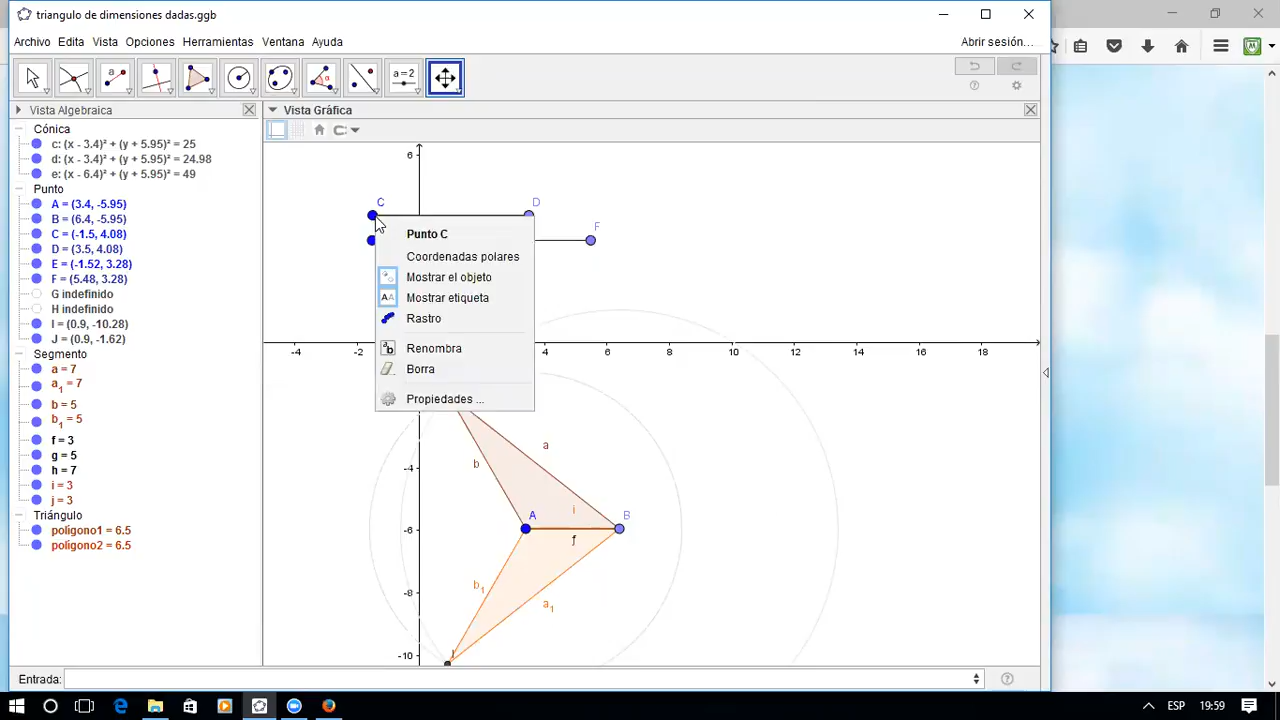 triangulo de dimensiones dadas.ggb
Archivo Edita Vista Opciones Herramientas Ventana Ayuda
Abrir sesión...
a
α
a = 2
Vista Algebraica
Vista Gráfica
Cónica
c: (x - 3.4)² + (y + 5.95)² = 25
d: (x - 3.4)² + (y + 5.95)² = 24.98
e: (x - 6.4)² + (y + 5.95)² = 49
Punto
A = (3.4, -5.95)
B = (6.4, -5.95)
C = (-1.5, 4.08)
D = (3.5, 4.08)
E = (-1.52, 3.28)
F = (5.48, 3.28)
G indefinido
H indefinido
I = (0.9, -10.28)
J = (0.9, -1.62)
Segmento
a = 7
a1 = 7
b = 5
b1 = 5
f = 3
g = 5
h = 7
i = 3
j = 3
Triángulo
polígono1 = 6.5
polígono2 = 6.5
6
C
D
F
Punto C
Coordenadas polares
Mostrar el objeto
AA Mostrar etiqueta
Rastro
ab Renombra
Borra
Propiedades ...
-4 -2 4 6 8 10 12 14 16 18
a
b
-4
i
A
B
-6
f
b1
a1
-8
-10
Entrada:
ESP 19:59